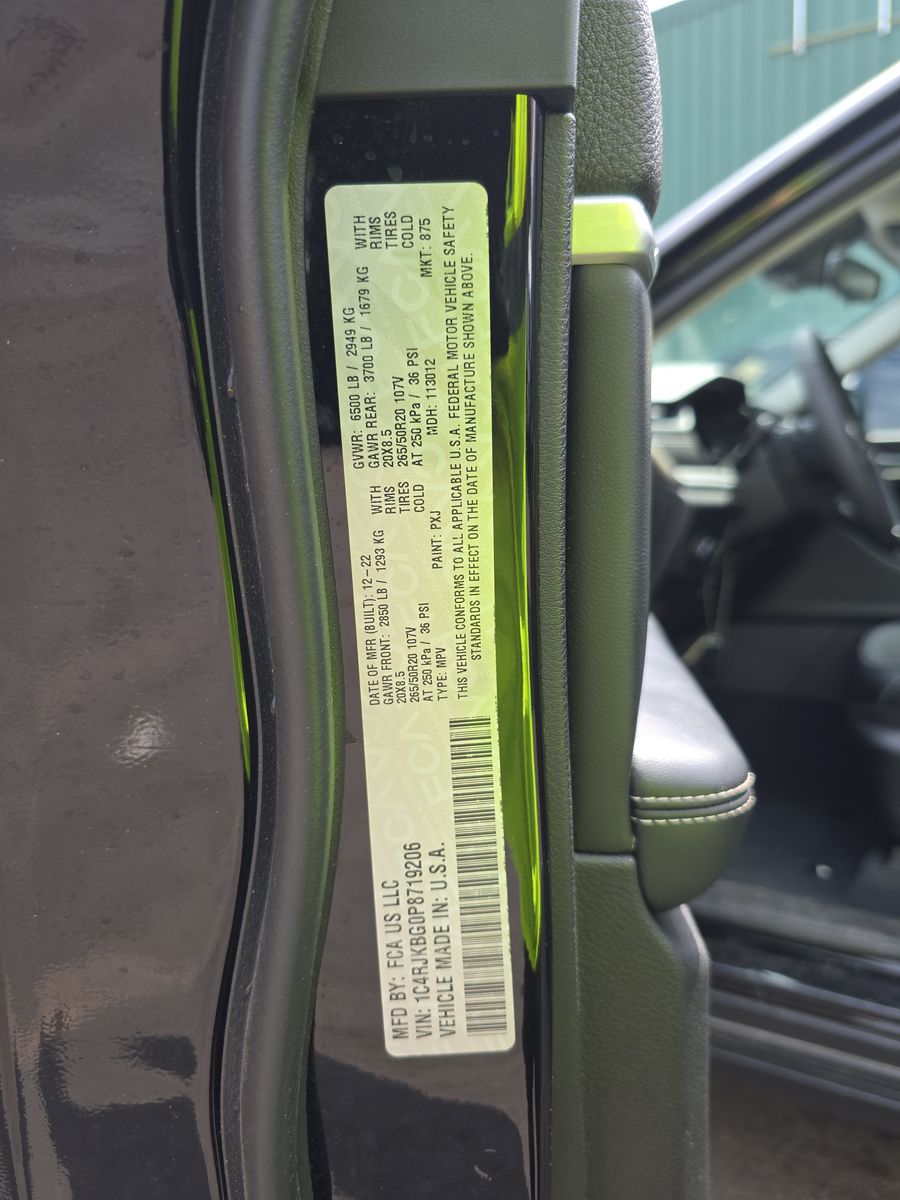 MFD BY: FCA US LLC
VIN: 1C4RJKBG0P8719206
VEHICLE MADE IN: U.S.A.
DATE OF MFR (BUILT): 12-22
GAWR FRONT: 2850 LB / 1293 KG WITH
20X8.5 RIMS
265/50R20 107V TIRES
AT 250 kPa / 36 PSI COLD
TYPE: MPV PAINT: PXJ
GVWR: 6500 LB / 2949 KG
GAWR REAR: 3700 LB / 1679 KG WITH
20X8.5 RIMS
265/50R20 107V TIRES
AT 250 kPa / 36 PSI COLD
MDH: 113012 MKT: 875
THIS VEHICLE CONFORMS TO ALL APPLICABLE U.S.A. FEDERAL MOTOR VEHICLE SAFETY
STANDARDS IN EFFECT ON THE DATE OF MANUFACTURE SHOWN ABOVE.